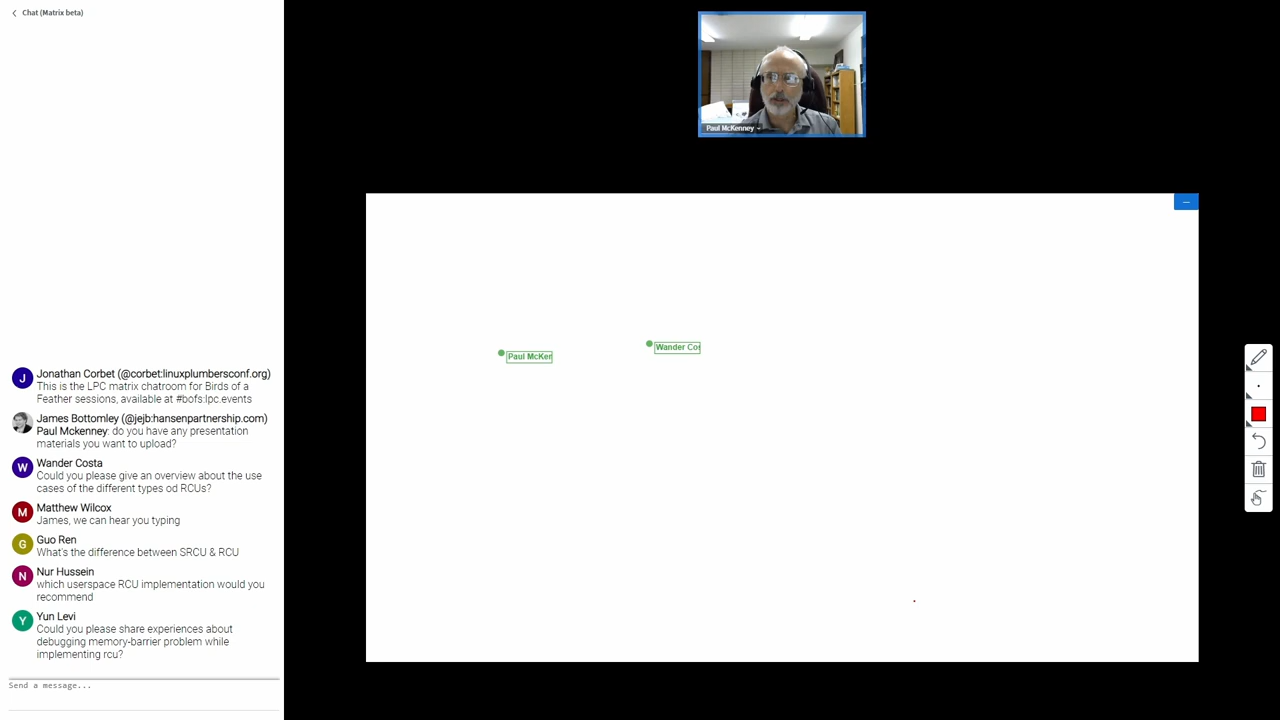 Chat (Matrix beta)
Jonathan Corbet (@corbet:linuxplumbersconf.org)
This is the LPC matrix chatroom for Birds of a
Feather sessions, available at #bofs:lpc.events
James Bottomley (@jejb:hansenpartnership.com)
Paul Mckenney: do you have any presentation
materials you want to upload?
Wander Costa
Could you please give an overview about the use
cases of the different types od RCUs?
Matthew Wilcox
James, we can hear you typing
Guo Ren
What's the difference between SRCU & RCU
Nur Hussein
which userspace RCU implementation would you
recommend
Yun Levi
Could you please share experiences about
debugging memory-barrier problem while
implementing rcu?
Send a message...
Paul McKenney
Paul McKer
Wander Cor
J
W
M
G
N
Y